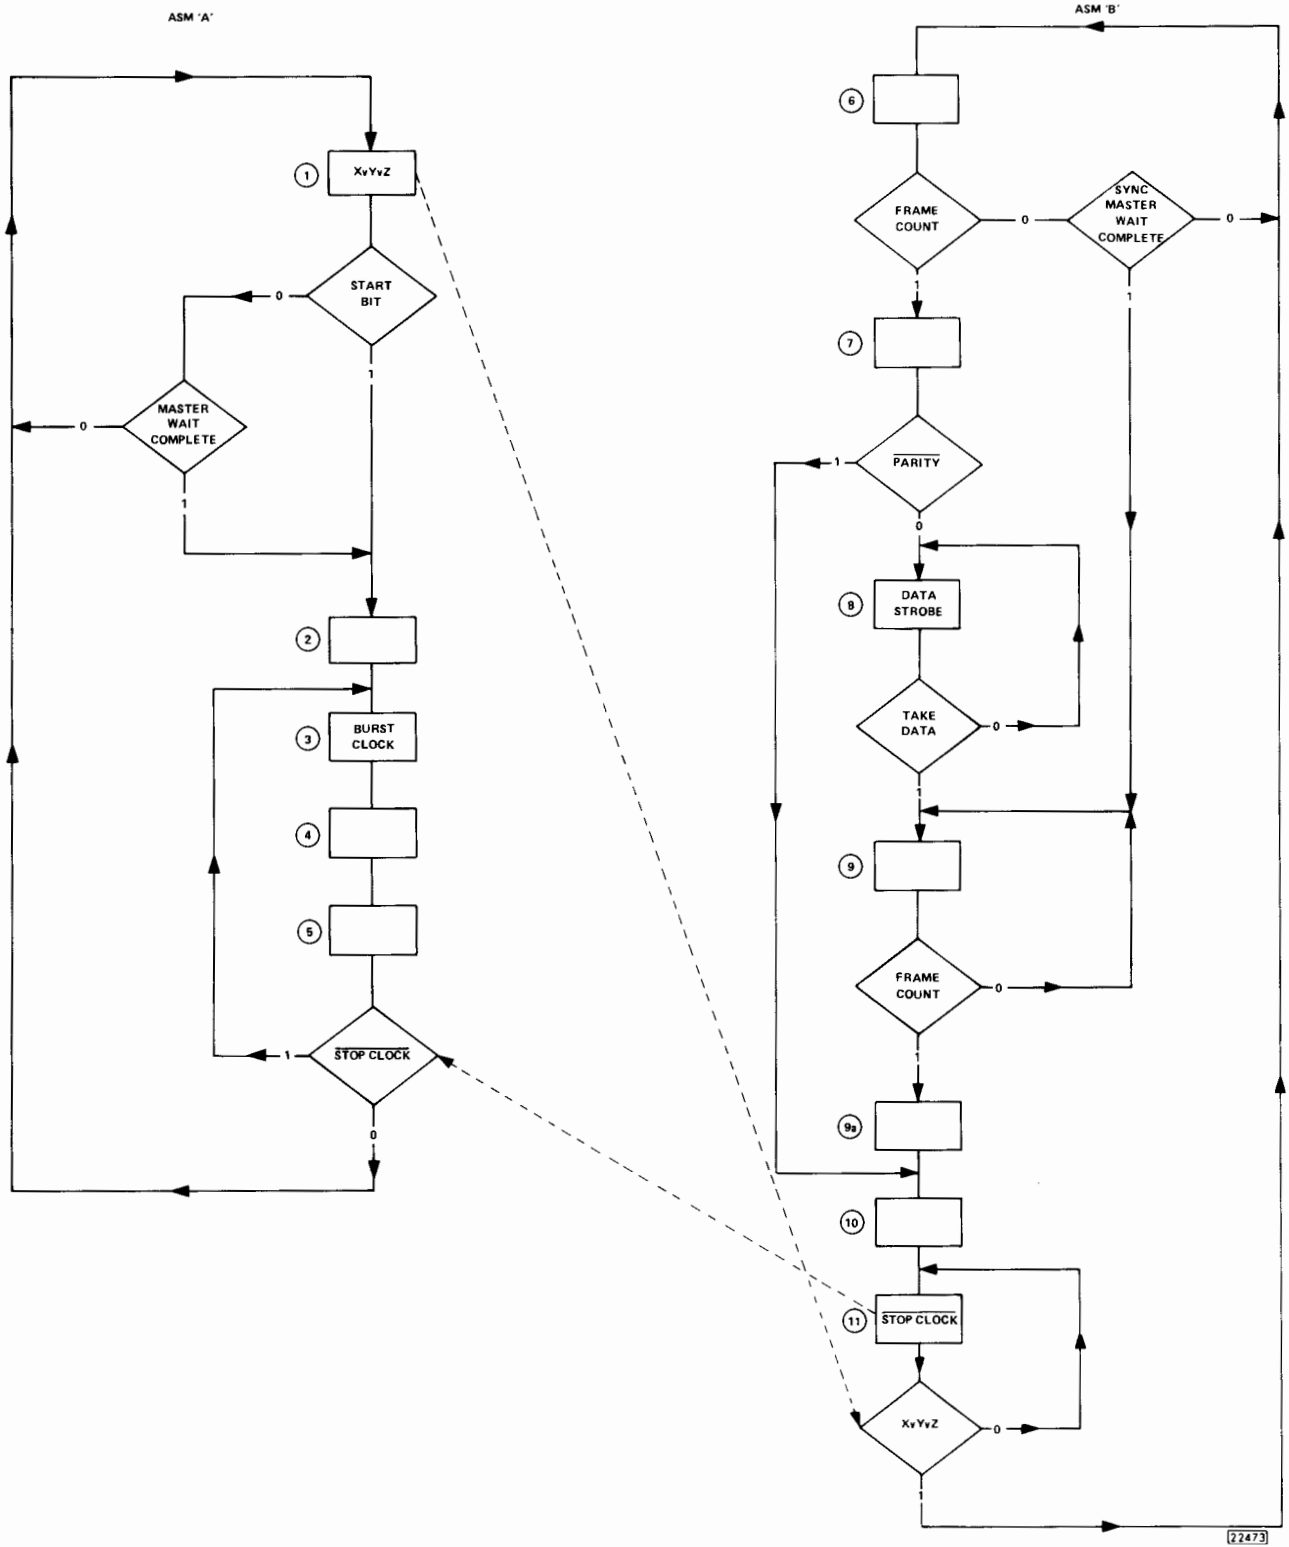 ASM 'A'
1
XvYvZ
START
BIT
0
1
MASTER
WAIT
COMPLETE
0
1
2
3
BURST
CLOCK
4
5
STOP CLOCK
1
0
ASM 'B'
6
FRAME
COUNT
0
SYNC
MASTER
WAIT
COMPLETE
0
1
1
7
PARITY
1
0
8
DATA
STROBE
TAKE
DATA
0
1
9
FRAME
COUNT
0
1
9a
10
11
STOP CLOCK
XvYvZ
0
1
22473